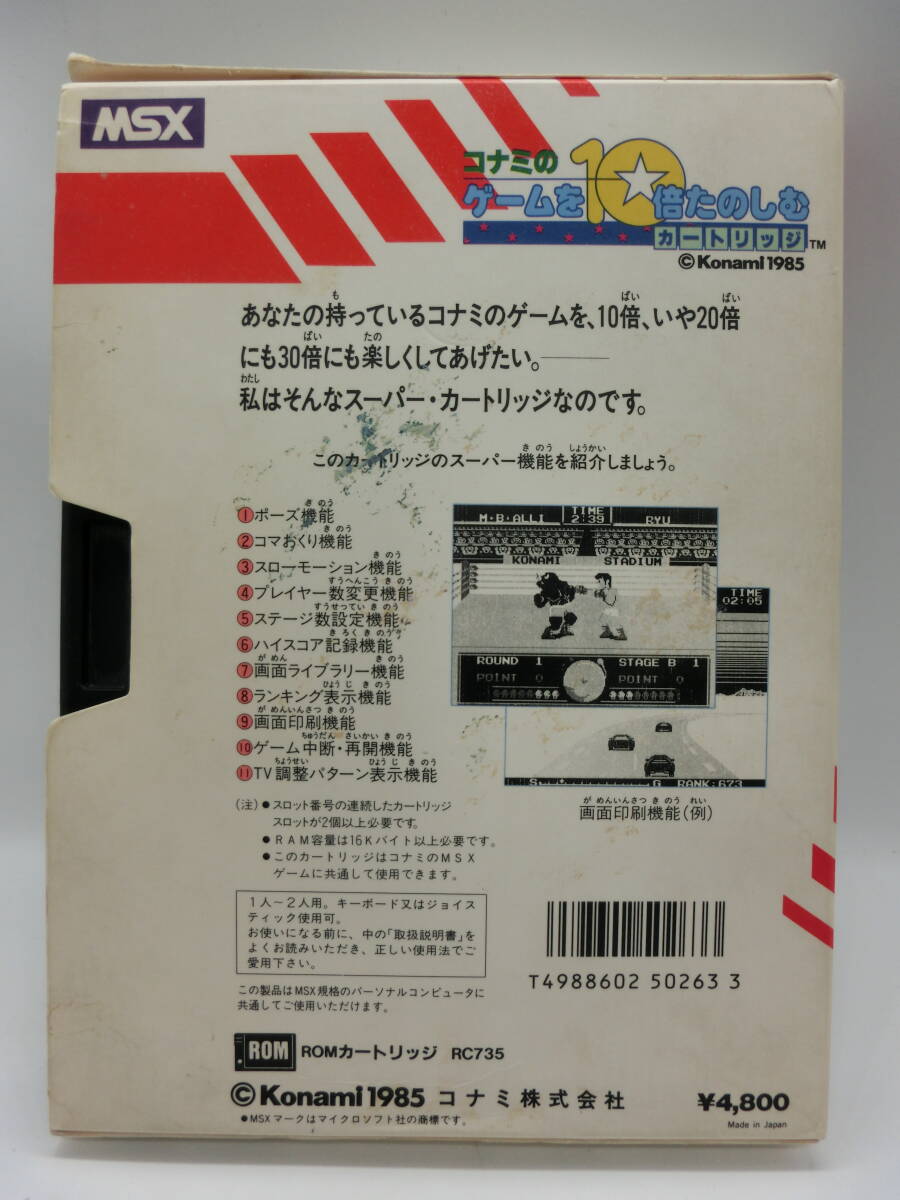 MSX
コナミの
ゲームを10倍たのしむ
カートリッジ™
©Konami 1985
あなたの持っているコナミのゲームを、10倍、いや20倍
にも30倍にも楽しくしてあげたい。――
私はそんなスーパー・カートリッジなのです。
このカートリッジのスーパー機能を紹介しましょう。
①ポーズ機能
②コマおくり機能
③スローモーション機能
④プレイヤー数変更機能
⑤ステージ数設定機能
⑥ハイスコア記録機能
⑦画面ライブラリー機能
⑧ランキング表示機能
⑨画面印刷機能
⑩ゲーム中断・再開機能
⑪TV調整パターン表示機能
M.B.ALLI
TIME
2:39
RYU
KONAMI STADIUM
ROUND 1
STAGE B 1
POINT 0
POINT 0
TIME
02:05
S
G
RANK:673
画面印刷機能(例)
(注)●スロット番号の連続したカートリッジ
スロットが2個以上必要です。
●RAM容量は16Kバイト以上必要です。
●このカートリッジはコナミのMSX
ゲームに共通して使用できます。
1人〜2人用。キーボード又はジョイス
ティック使用可。
お使いになる前に、中の「取扱説明書」を
よくお読みいただき、正しい使用法でご
愛用下さい。
この製品はMSX規格のパーソナルコンピュータに
共通してご使用いただけます。
T4988602 50263 3
ROM ROMカートリッジ RC735
©Konami 1985 コナミ株式会社
¥4,800
●MSXマークはマイクロソフト社の商標です。
Made in Japan